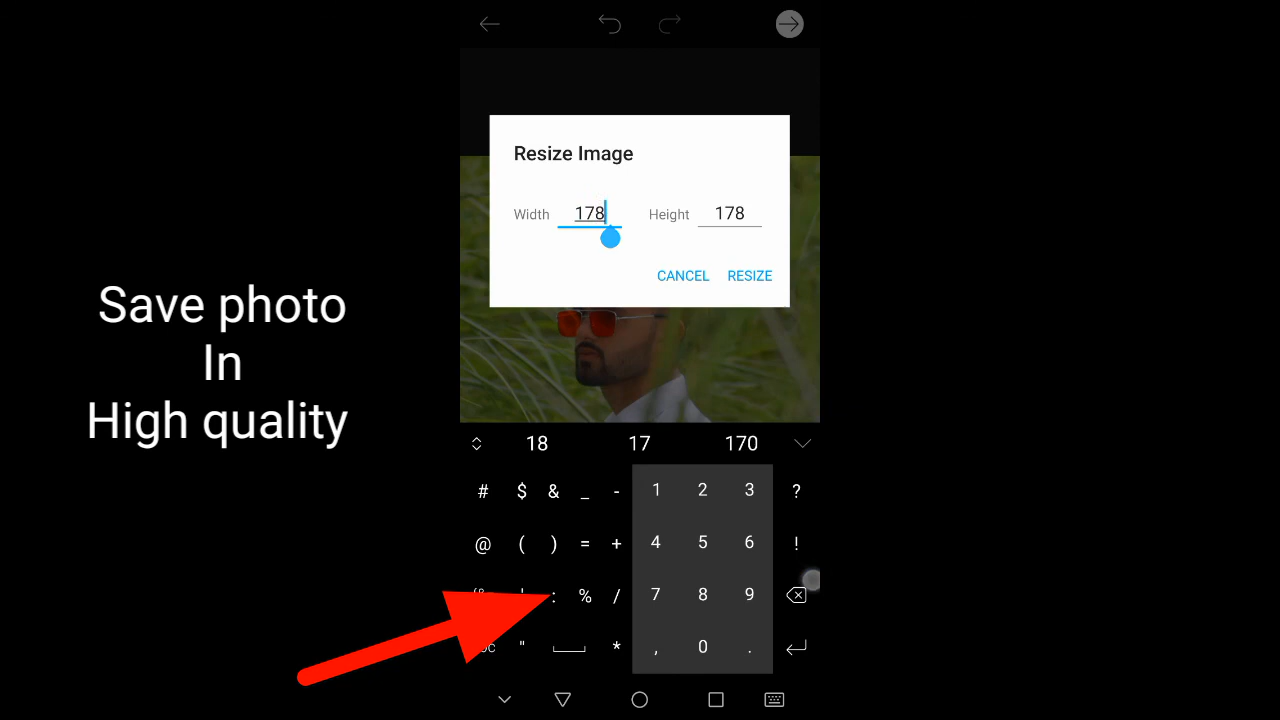 Save photo
In
High quality
Resize Image
Width 178 Height 178
CANCEL RESIZE
18 17 170
# $ & _ - 1 2 3 ?
@ ( ) = + 4 5 6 !
: % / 7 8 9
" * , 0 .